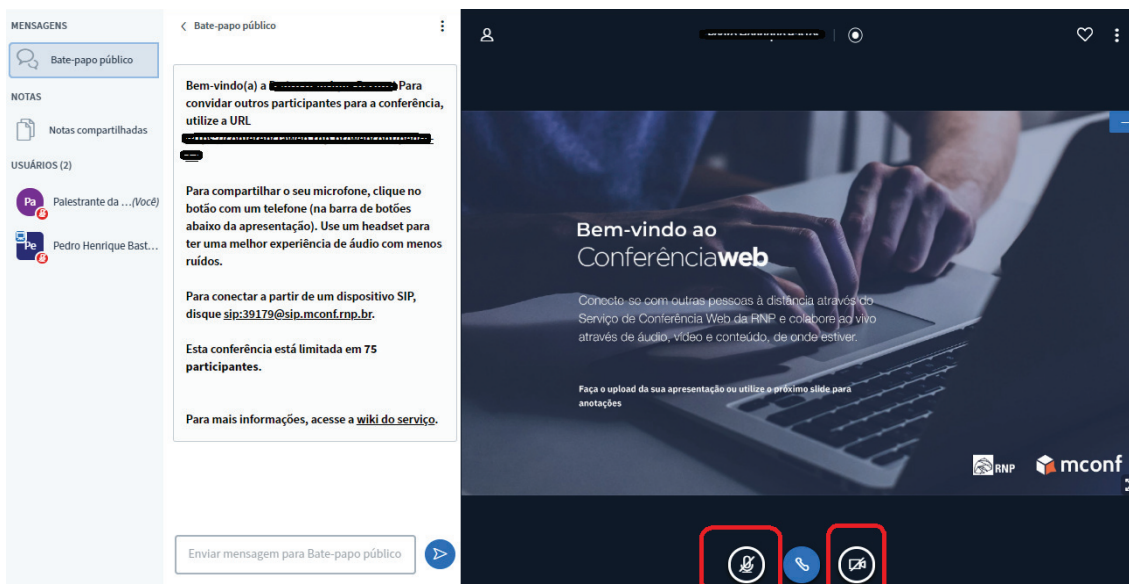 MENSAGENS
Bate-papo público
NOTAS
Notas compartilhadas
USUÁRIOS (2)
Pa
Palestrante da ...(Você)
Pe
Pedro Henrique Bast...
Bate-papo público
Bem-vindo(a) a Para
convidar outros participantes para a conferência,
utilize a URL
Para compartilhar o seu microfone, clique no
botão com um telefone (na barra de botões
abaixo da apresentação). Use um headset para
ter uma melhor experiência de áudio com menos
ruídos.
Para conectar a partir de um dispositivo SIP,
disque sip:39179@sip.mconf.rnp.br.
Esta conferência está limitada em 75
participantes.
Para mais informações, acesse a wiki do serviço.
Enviar mensagem para Bate-papo público
Bem-vindo ao
Conferênciaweb
Conecte-se com outras pessoas à distância através do
Serviço de Conferência Web da RNP e colabore ao vivo
através de áudio, vídeo e conteúdo, de onde estiver.
Faça o upload da sua apresentação ou utilize o próximo slide para
anotações
RNP
mconf